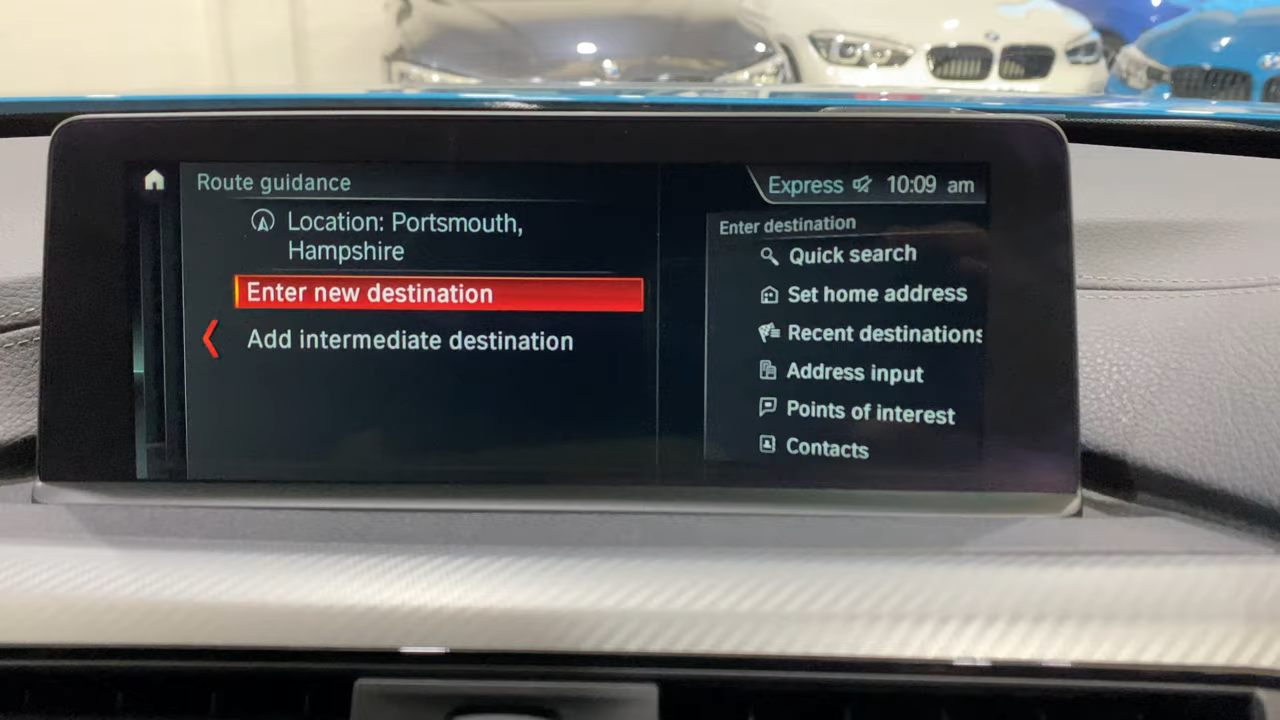 Route guidance
Express 10:09 am
Location: Portsmouth,
Hampshire
Enter new destination
Add intermediate destination
Enter destination
Quick search
Set home address
Recent destinations
Address input
Points of interest
Contacts